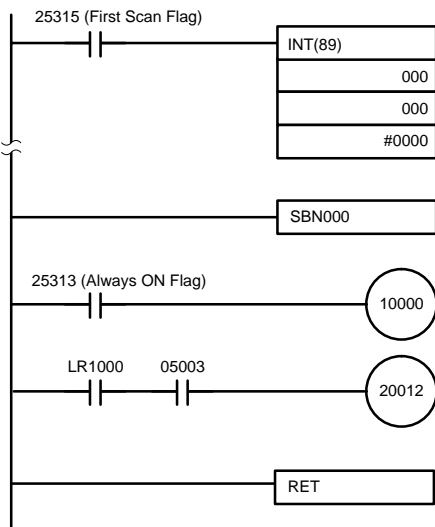 25315 (First Scan Flag)
INT(89)
000
000
#0000
SBN000
25313 (Always ON Flag)
10000
LR1000 05003
20012
RET